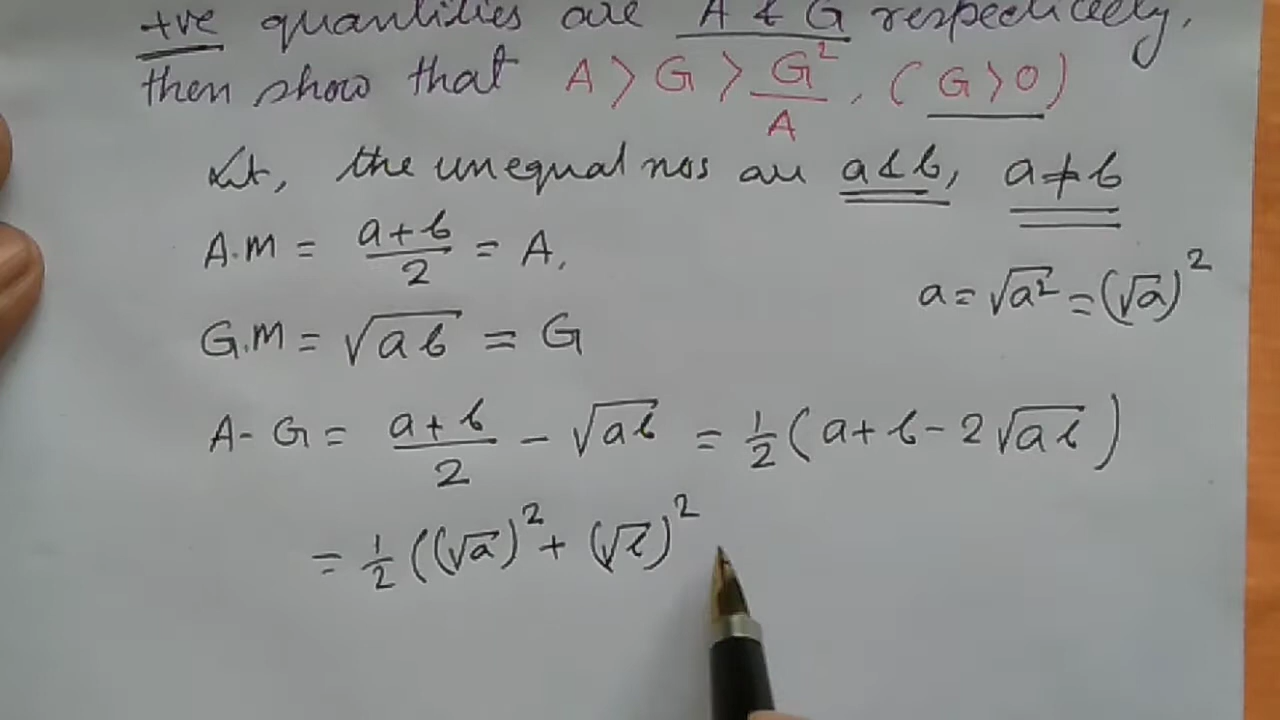 +ve quantities are A & G respectively,
then show that A > G > G²/A, (G > 0)
Let, the unequal nos are a & b, a ≠ b
A.M = (a+b)/2 = A,
a = √a² = (√a)²
G.M = √ab = G
A - G = (a+b)/2 - √ab = 1/2 (a + b - 2√ab)
= 1/2 ((√a)² + (√b)²